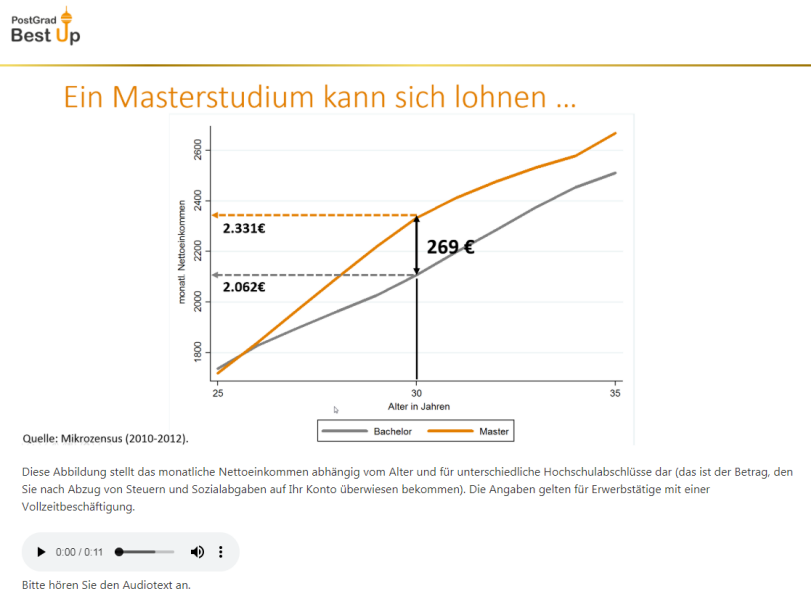 PostGrad
Best Up
Ein Masterstudium kann sich lohnen ...
2600
2400
2200
2000
1800
monatl. Nettoeinkommen
2.331€
269 €
2.062€
25
30
35
Alter in Jahren
Bachelor
Master
Quelle: Mikrozensus (2010-2012).
Diese Abbildung stellt das monatliche Nettoeinkommen abhängig vom Alter und für unterschiedliche Hochschulabschlüsse dar (das ist der Betrag, den
Sie nach Abzug von Steuern und Sozialabgaben auf Ihr Konto überwiesen bekommen). Die Angaben gelten für Erwerbstätige mit einer
Vollzeitbeschäftigung.
0:00 / 0:11
Bitte hören Sie den Audiotext an.